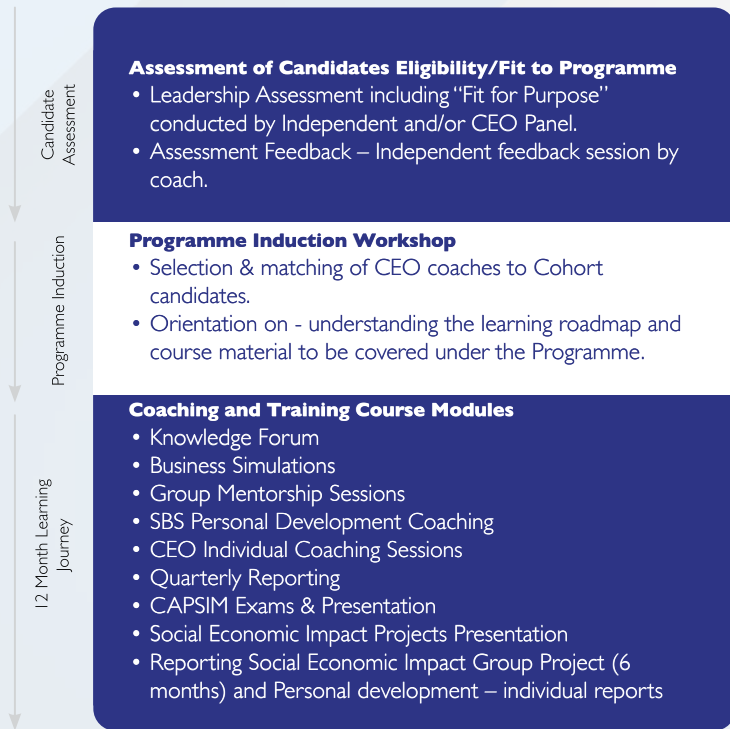 Candidate
Assessment
Assessment of Candidates Eligibility/Fit to Programme
• Leadership Assessment including “Fit for Purpose”
conducted by Independent and/or CEO Panel.
• Assessment Feedback – Independent feedback session by
coach.
Programme Induction
Programme Induction Workshop
• Selection & matching of CEO coaches to Cohort
candidates.
• Orientation on - understanding the learning roadmap and
course material to be covered under the Programme.
12 Month Learning
Journey
Coaching and Training Course Modules
• Knowledge Forum
• Business Simulations
• Group Mentorship Sessions
• SBS Personal Development Coaching
• CEO Individual Coaching Sessions
• Quarterly Reporting
• CAPSIM Exams & Presentation
• Social Economic Impact Projects Presentation
• Reporting Social Economic Impact Group Project (6
months) and Personal development – individual reports